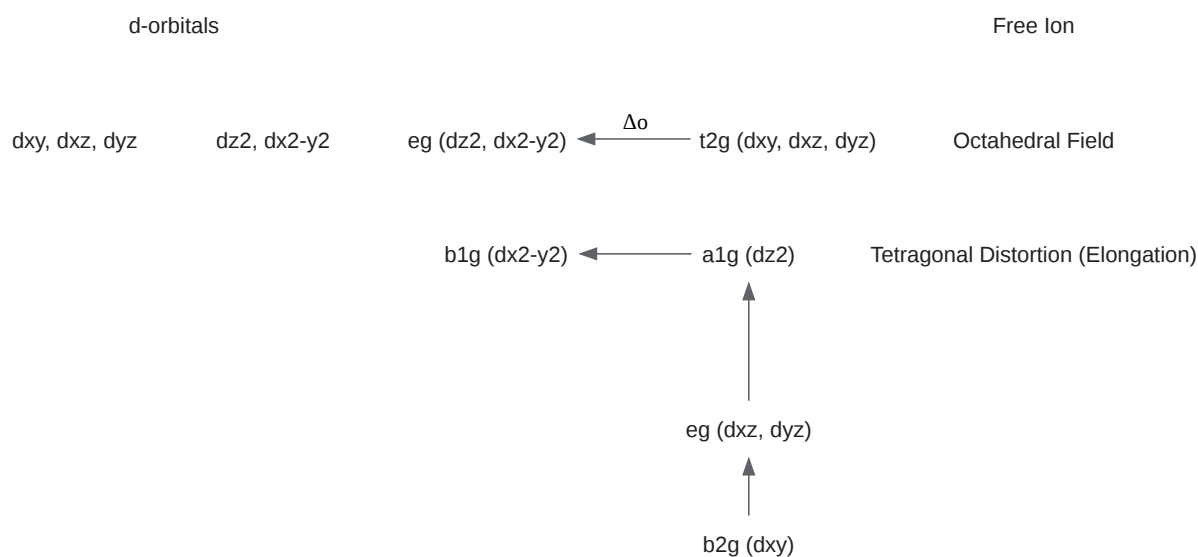 d-orbitals
Free Ion
dxy, dxz, dyz
dz2, dx2-y2
eg (dz2, dx2-y2)
Δo
t2g (dxy, dxz, dyz)
Octahedral Field
b1g (dx2-y2)
a1g (dz2)
Tetragonal Distortion (Elongation)
eg (dxz, dyz)
b2g (dxy)